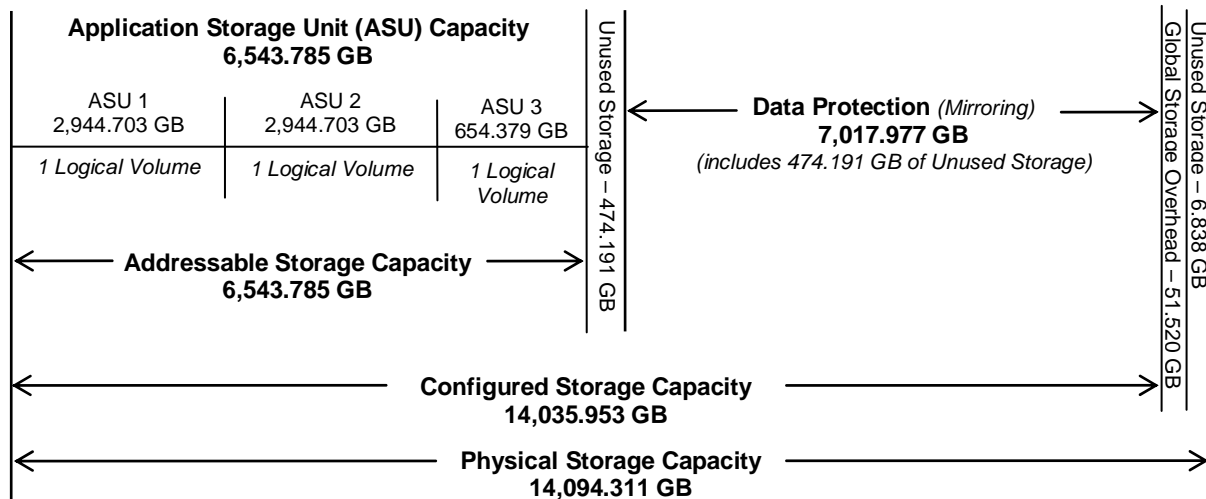 Application Storage Unit (ASU) Capacity
6,543.785 GB
ASU 1
2,944.703 GB
1 Logical Volume
ASU 2
2,944.703 GB
1 Logical Volume
ASU 3
654.379 GB
1 Logical
Volume
Addressable Storage Capacity
6,543.785 GB
Unused Storage – 474.191 GB
Data Protection (Mirroring)
7,017.977 GB
(includes 474.191 GB of Unused Storage)
Global Storage Overhead – 51.520 GB
Unused Storage – 6.838 GB
Configured Storage Capacity
14,035.953 GB
Physical Storage Capacity
14,094.311 GB